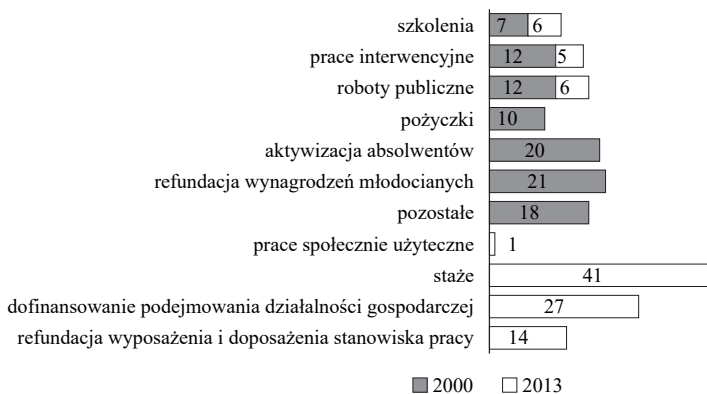 szkolenia 7 6
prace interwencyjne 12 5
roboty publiczne 12 6
pożyczki 10
aktywizacja absolwentów 20
refundacja wynagrodzeń młodocianych 21
pozostałe 18
prace społecznie użyteczne 1
staże 41
dofinansowanie podejmowania działalności gospodarczej 27
refundacja wyposażenia i doposażenia stanowiska pracy 14
2000 2013